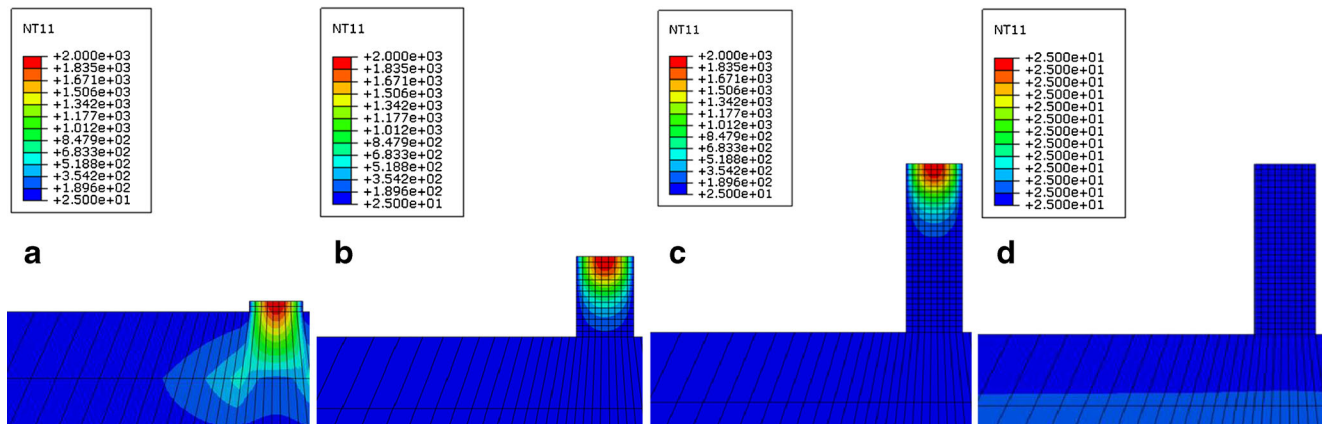 NT11
+2.000e+03
+1.835e+03
+1.671e+03
+1.506e+03
+1.342e+03
+1.177e+03
+1.012e+03
+8.479e+02
+6.833e+02
+5.188e+02
+3.542e+02
+1.896e+02
+2.500e+01
a
NT11
+2.000e+03
+1.835e+03
+1.671e+03
+1.506e+03
+1.342e+03
+1.177e+03
+1.012e+03
+8.479e+02
+6.833e+02
+5.188e+02
+3.542e+02
+1.896e+02
+2.500e+01
b
NT11
+2.000e+03
+1.835e+03
+1.671e+03
+1.506e+03
+1.342e+03
+1.177e+03
+1.012e+03
+8.479e+02
+6.833e+02
+5.188e+02
+3.542e+02
+1.896e+02
+2.500e+01
c
NT11
+2.500e+01
+2.500e+01
+2.500e+01
+2.500e+01
+2.500e+01
+2.500e+01
+2.500e+01
+2.500e+01
+2.500e+01
+2.500e+01
+2.500e+01
+2.500e+01
+2.500e+01
d